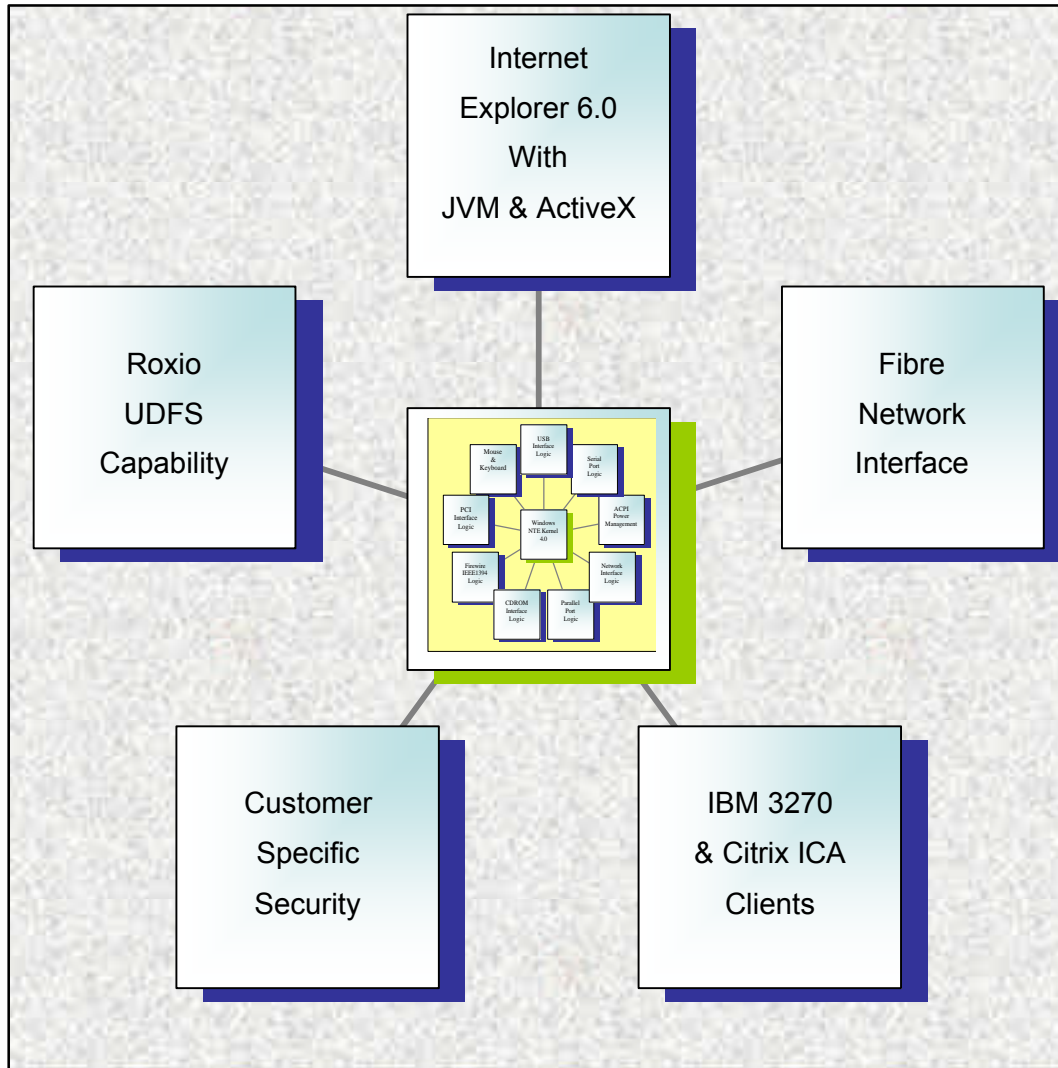 Internet
Explorer 6.0
With
JVM & ActiveX
Roxio
UDFS
Capability
Fibre
Network
Interface
USB
Interface
Logic
Mouse
&
Keyboard
Serial
Port
Logic
PCI
Interface
Logic
ACPI
Power
Management
Windows
NTE Kernel
4.0
Firewire
IEEE1394
Logic
Network
Interface
Logic
CDROM
Interface
Logic
Parallel
Port
Logic
Customer
Specific
Security
IBM 3270
& Citrix ICA
Clients